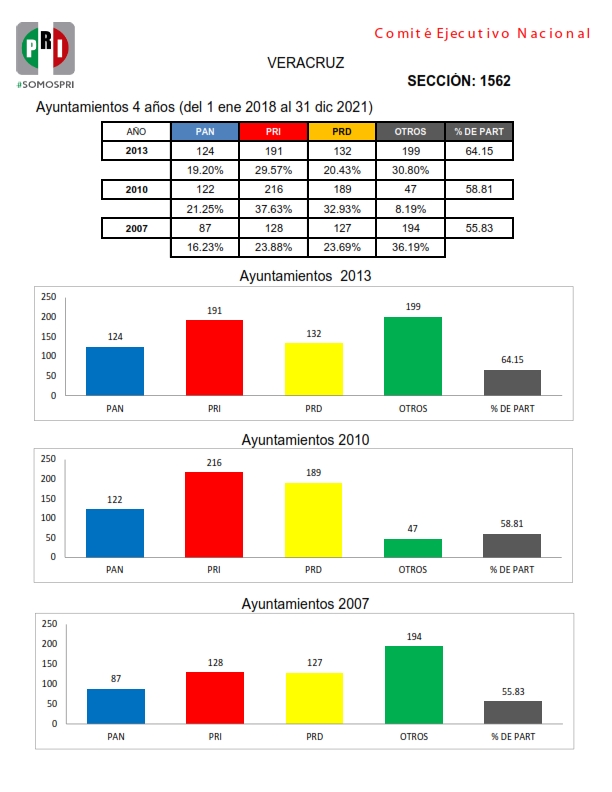 Comité Ejecutivo Nacional
PRI
#SOMOSPRI
VERACRUZ
SECCIÓN: 1562
Ayuntamientos 4 años (del 1 ene 2018 al 31 dic 2021)
AÑO PAN PRI PRD OTROS % DE PART
2013 124 191 132 199 64.15
19.20% 29.57% 20.43% 30.80%
2010 122 216 189 47 58.81
21.25% 37.63% 32.93% 8.19%
2007 87 128 127 194 55.83
16.23% 23.88% 23.69% 36.19%
Ayuntamientos 2013
250
200
150
100
50
0
124 191 132 199 64.15
PAN PRI PRD OTROS % DE PART
Ayuntamientos 2010
250
200
150
100
50
0
122 216 189 47 58.81
PAN PRI PRD OTROS % DE PART
Ayuntamientos 2007
250
200
150
100
50
0
87 128 127 194 55.83
PAN PRI PRD OTROS % DE PART